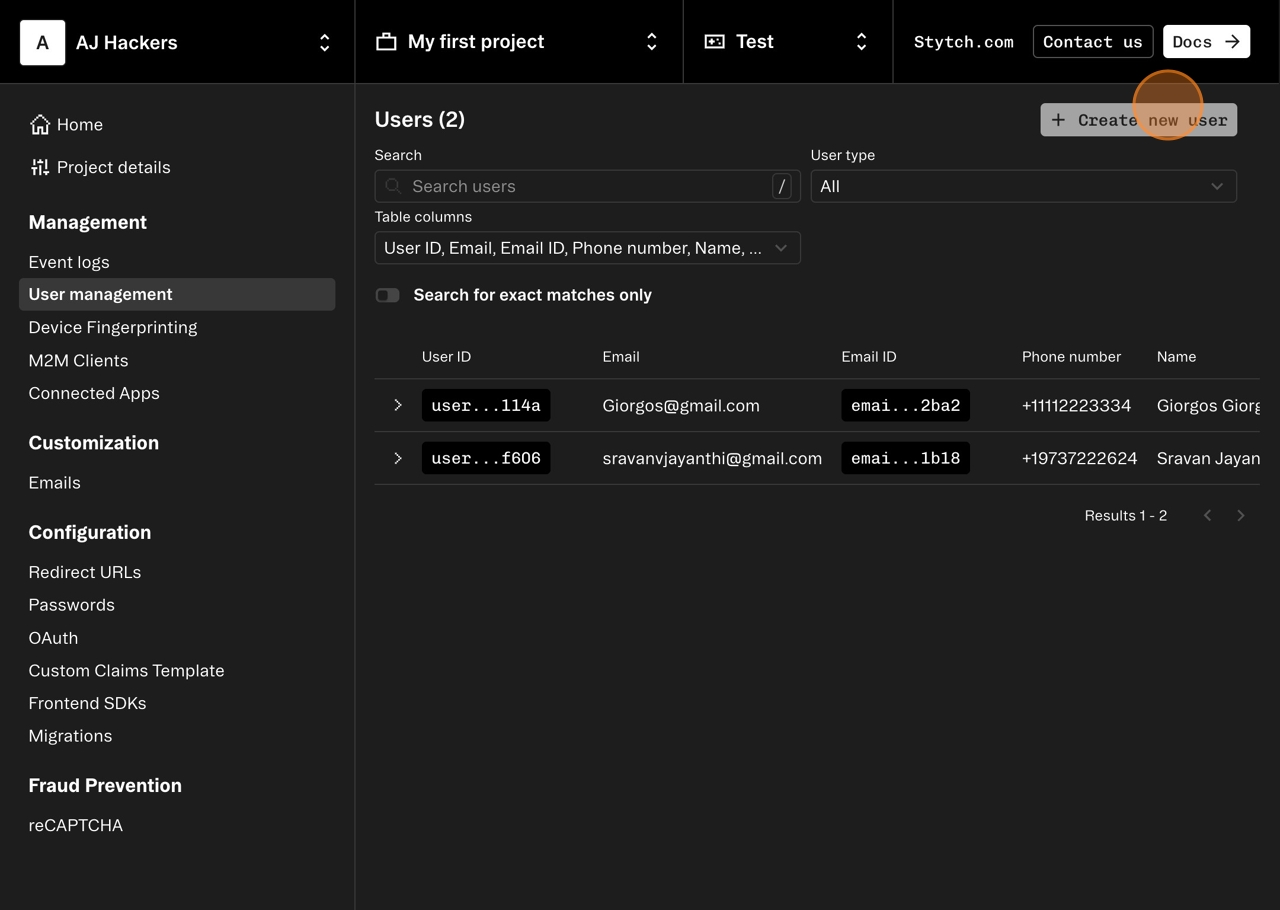 A AJ Hackers
My first project
Test
Stytch.com
Contact us
Docs →
Home
Project details
Management
Event logs
User management
Device Fingerprinting
M2M Clients
Connected Apps
Customization
Emails
Configuration
Redirect URLs
Passwords
OAuth
Custom Claims Template
Frontend SDKs
Migrations
Fraud Prevention
reCAPTCHA
Users (2)
+ Create new user
Search
User type
Search users /
All
Table columns
User ID, Email, Email ID, Phone number, Name, ...
Search for exact matches only
User ID Email Email ID Phone number Name
user...114a Giorgos@gmail.com emai...2ba2 +11112223334 Giorgos Giorg
user...f606 sravanvjayanthi@gmail.com emai...1b18 +19737222624 Sravan Jayan
Results 1 - 2